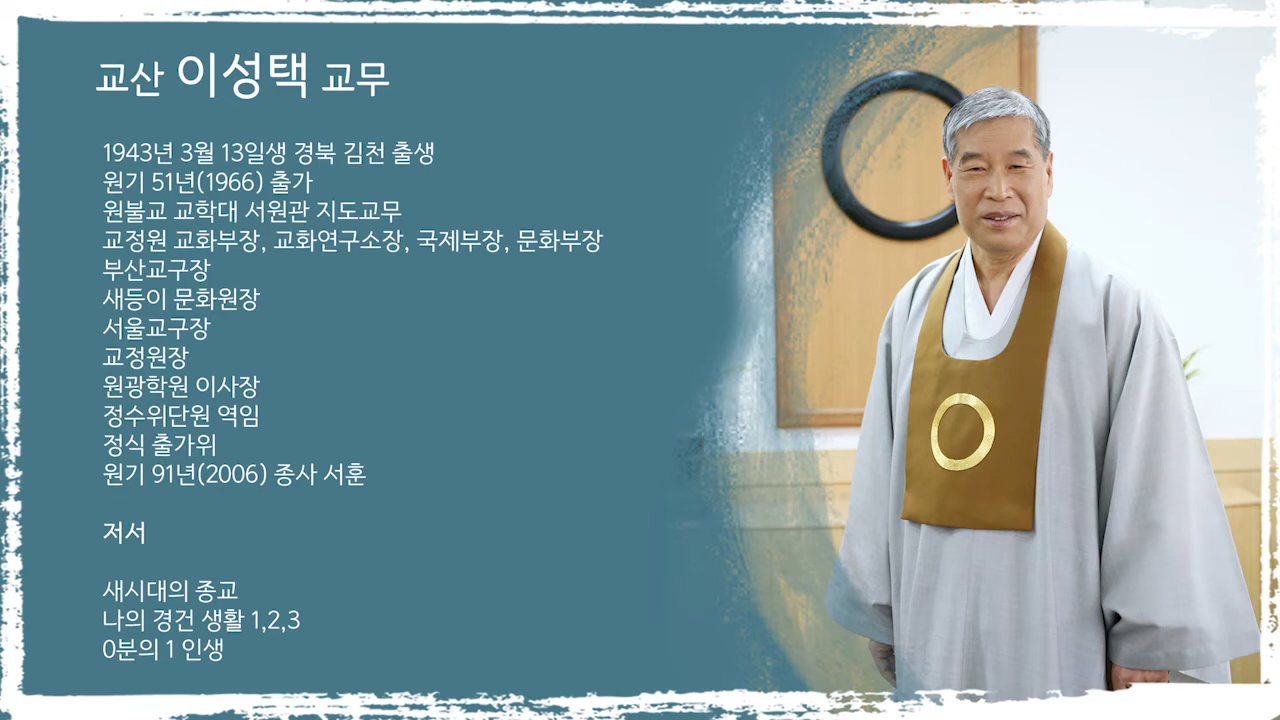 교산 이성택 교무
1943년 3월 13일생 경북 김천 출생
원기 51년(1966) 출가
원불교 교학대 서원관 지도교무
교정원 교화부장, 교화연구소장, 국제부장, 문화부장
부산교구장
새등이 문화원장
서울교구장
교정원장
원광학원 이사장
정수위단원 역임
정식 출가위
원기 91년(2006) 종사 서훈
저서
새시대의 종교
나의 경건 생활 1,2,3
0분의 1 인생